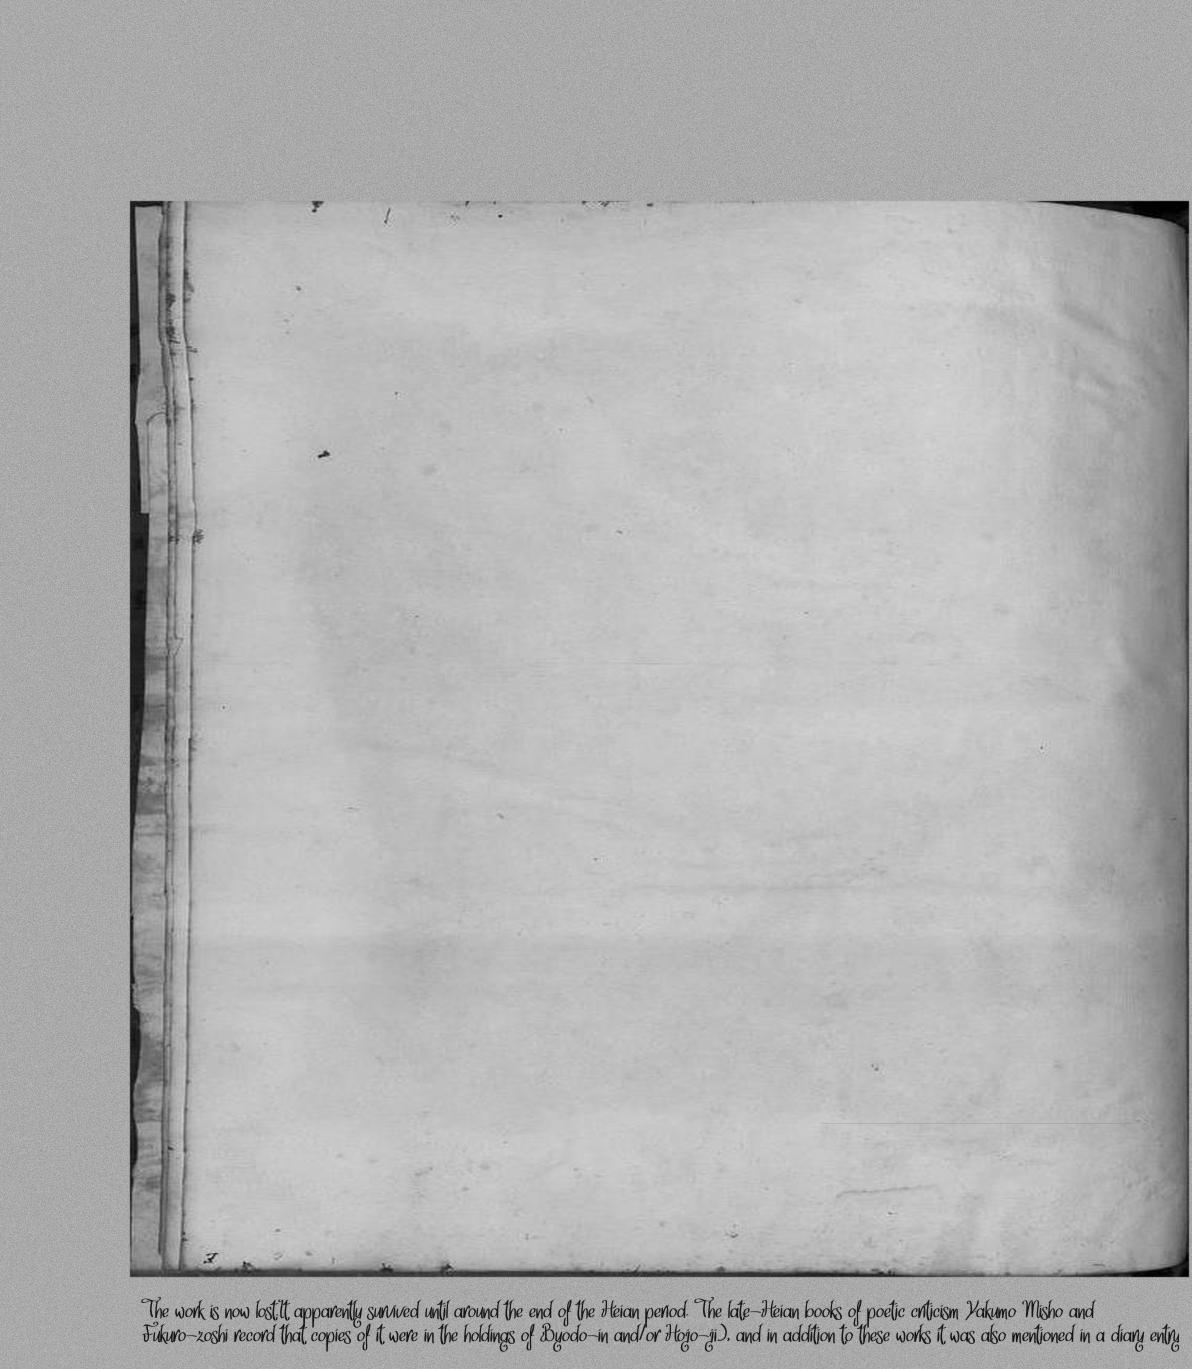 The work is now lost.It apparently survived until around the end of the Heian period. The late-Heian books of poetic criticism Yakumo Misho and
Fukuro-zoshi record that copies of it were in the holdings of Byodo-in and/or Hojo-ji), and in addition to these works it was also mentioned in a diary entry